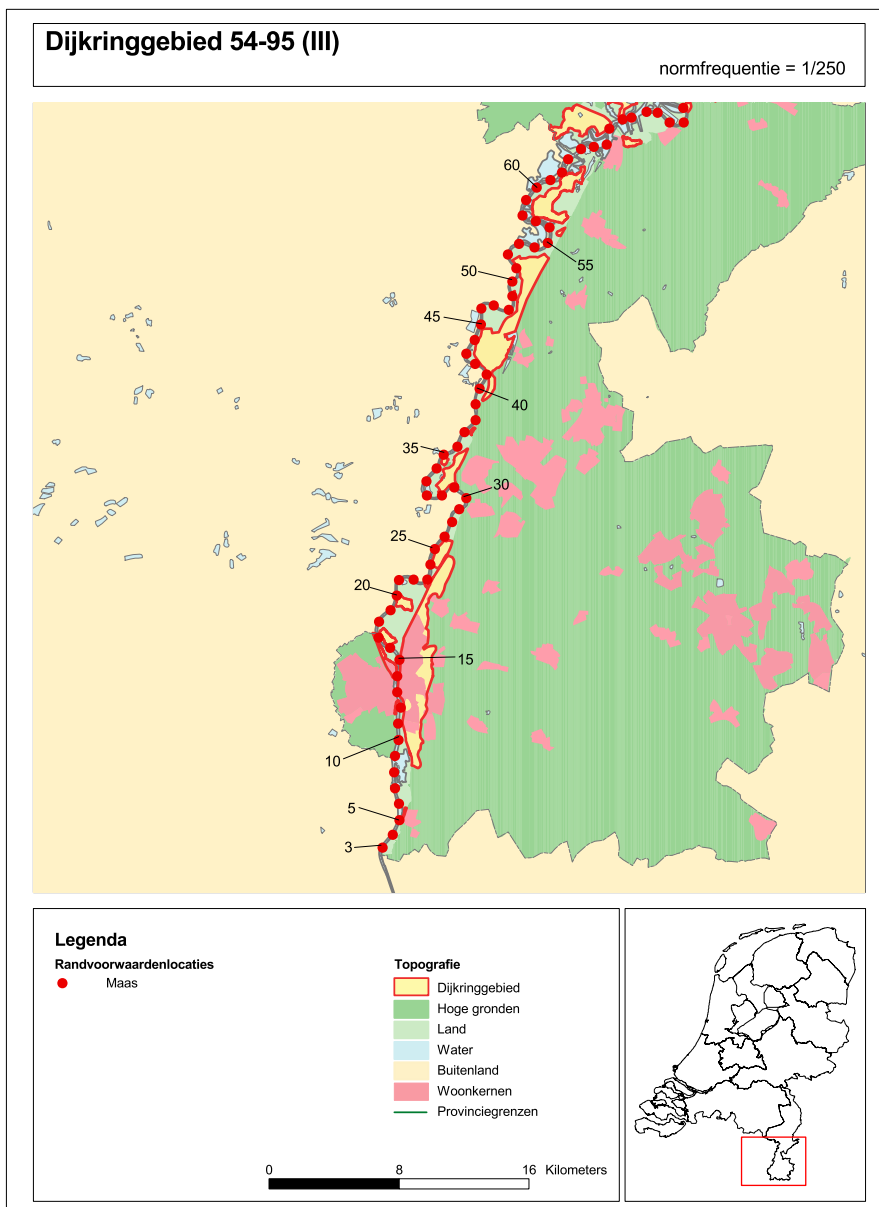 Dijkringgebied 54-95 (III)
normfrequentie = 1/250
60
55
50
45
40
35
30
25
20
15
10
5
3
Legenda
Randvoorwaardenlocaties
Maas
Topografie
Dijkringgebied
Hoge gronden
Land
Water
Buitenland
Woonkernen
Provinciegrenzen
0 8 16 Kilometers